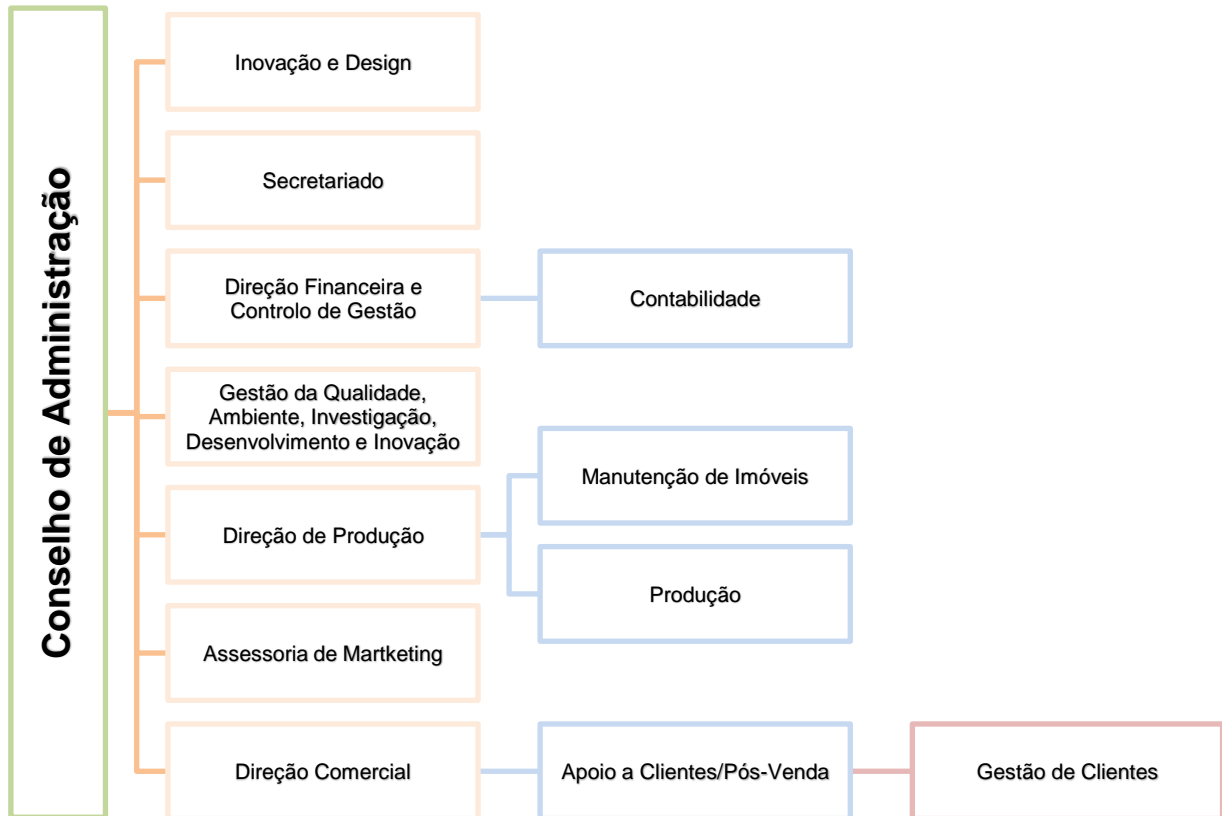 Conselho de Administração
Inovação e Design
Secretariado
Direção Financeira e
Controlo de Gestão
Contabilidade
Gestão da Qualidade,
Ambiente, Investigação,
Desenvolvimento e Inovação
Direção de Produção
Manutenção de Imóveis
Produção
Assessoria de Martketing
Direção Comercial
Apoio a Clientes/Pós-Venda
Gestão de Clientes